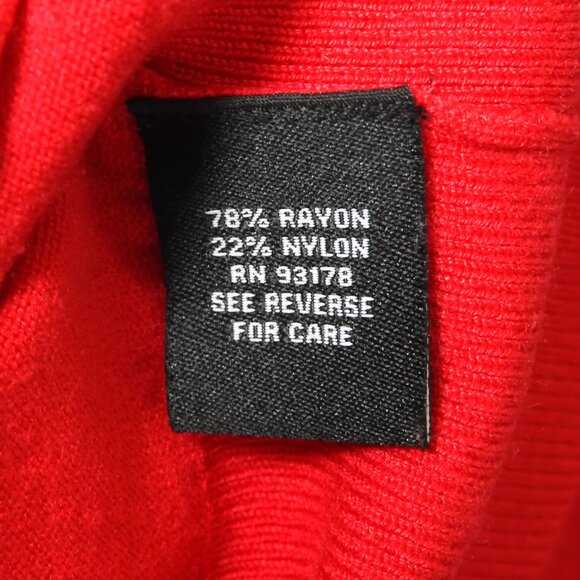 78% RAYON
22% NYLON
RN 93178
SEE REVERSE
FOR CARE